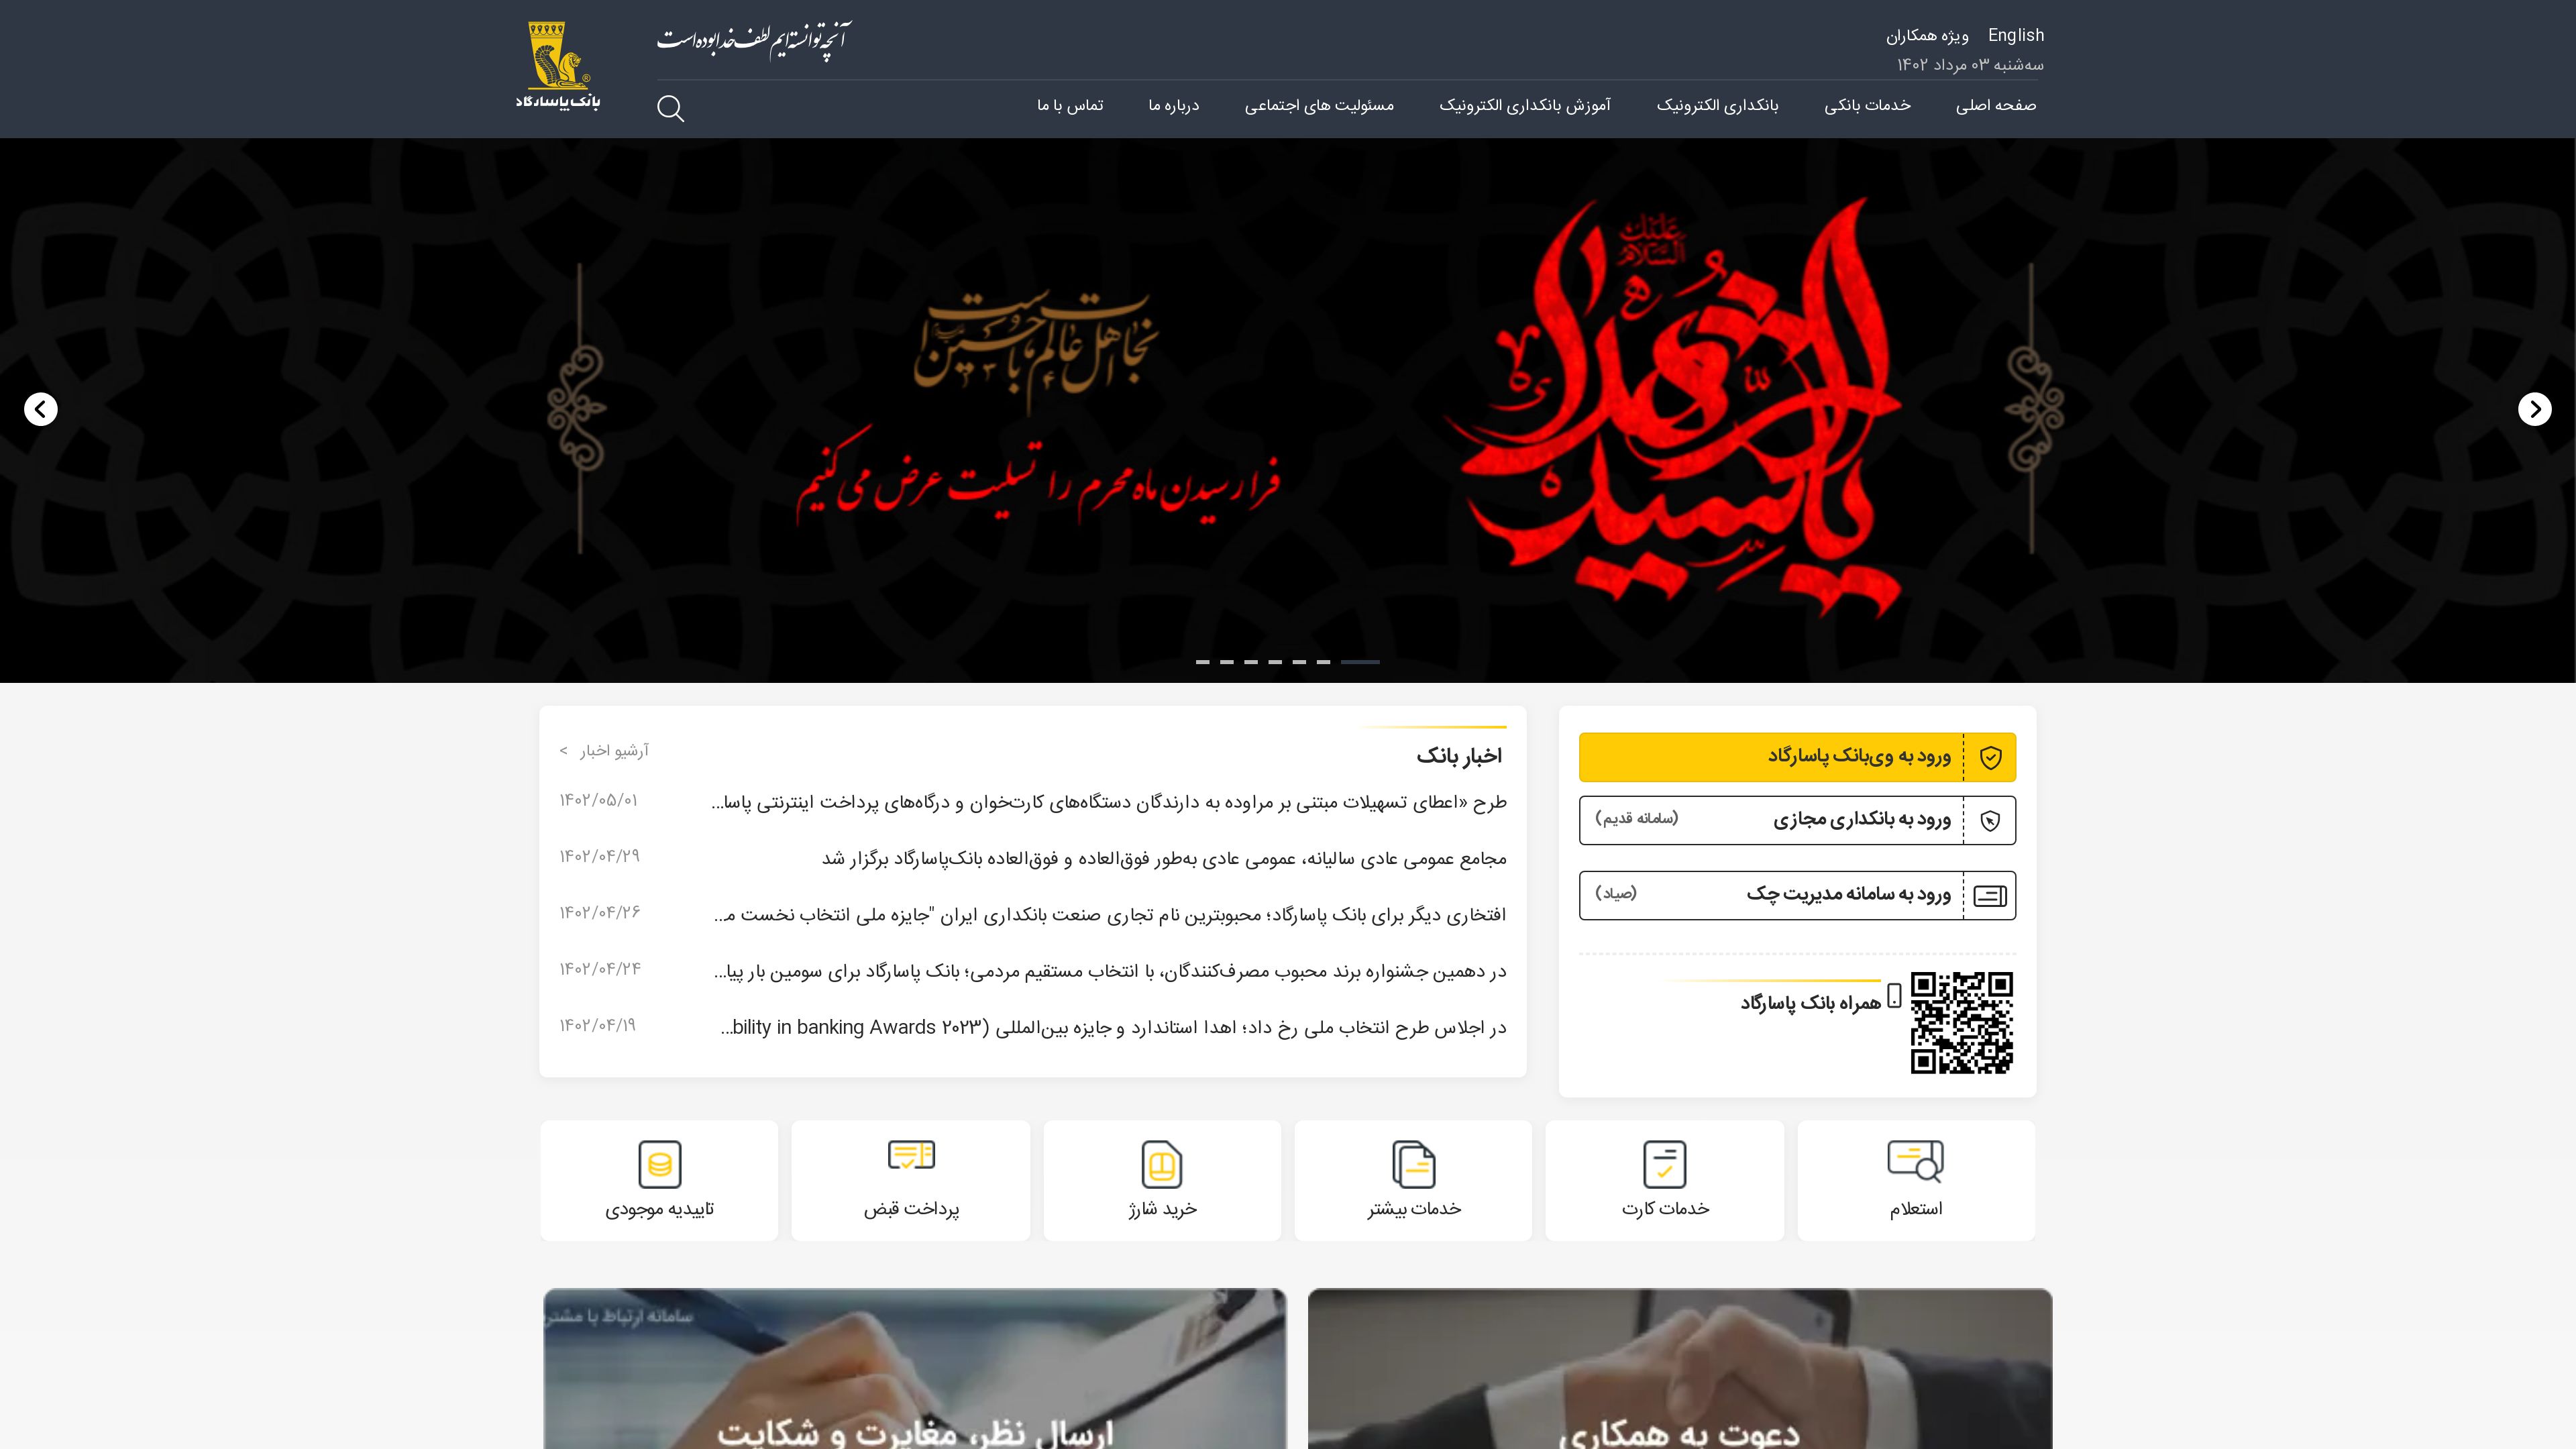 English ویژه همکاران
سه‌شنبه ۰۳ مرداد ۱۴۰۲
آنچه توانسته‌ایم لطف خدا بوده است
بانک پاسارگاد
صفحه اصلی
خدمات بانکی
بانکداری الکترونیک
آموزش بانکداری الکترونیک
مسئولیت های اجتماعی
درباره ما
تماس با ما
علیک السلام
یا اباعبدالله
فرا رسیدن ماه محرم را تسلیت عرض می‌کنیم
ورود به وی‌بانک پاسارگاد
ورود به بانکداری مجازی (سامانه قدیم)
ورود به سامانه مدیریت چک (صیاد)
همراه بانک پاسارگاد
اخبار بانک
آرشیو اخبار >
طرح «اعطای تسهیلات مبتنی بر مراوده به دارندگان دستگاه‌های کارت‌خوان و درگاه‌های پرداخت اینترنتی پاسا... ۱۴۰۲/۰۵/۰۱
مجامع عمومی عادی سالیانه، عمومی عادی به‌طور فوق‌العاده و فوق‌العاده بانک‌پاسارگاد برگزار شد ۱۴۰۲/۰۴/۲۹
افتخاری دیگر برای بانک پاسارگاد؛ محبوبترین نام تجاری صنعت بانکداری ایران "جایزه ملی انتخاب نخست م... ۱۴۰۲/۰۴/۲۶
در دهمین جشنواره برند محبوب مصرف‌کنندگان، با انتخاب مستقیم مردمی؛ بانک پاسارگاد برای سومین بار پیا... ۱۴۰۲/۰۴/۲۴
در اجلاس طرح انتخاب ملی رخ داد؛ اهدا استاندارد و جایزه بین‌المللی (bility in banking Awards ۲۰۲۳... ۱۴۰۲/۰۴/۱۹
استعلام
خدمات کارت
خدمات بیشتر
خرید شارژ
پرداخت قبض
تاییدیه موجودی
دعوت به همکاری
سامانه ارتباط با مشتر
ارسال نظر، مغایرت و شکایت